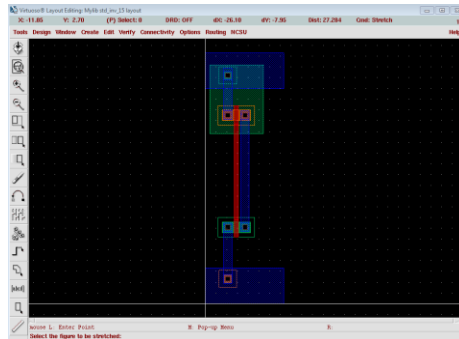 Virtuoso® Layout Editing: MyLib std_inv_15 layout
X: -11.85 Y: 2.70 (F) Select: 0 DRD: OFF dX: -26.10 dY: -7.95 Dist: 27.284 Cmd: Stretch
Tools Design Window Create Edit Verify Connectivity Options Routing NCSU Help
[abcd]
mouse L: Enter Point M: Pop-up Menu R:
Select the figure to be stretched: